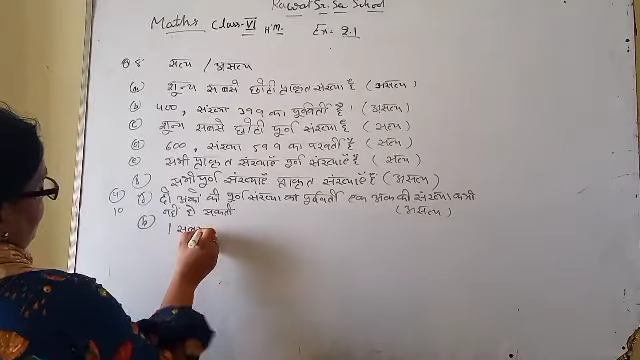 Rawat Sr. Sec School
Maths Class-VI H.M. Ex = 2.1
Q 8 सत्य / असत्य
(a) शून्य सबसे छोटी प्राकृत संख्या है (असत्य)
(b) 400, संख्या 399 का पूर्ववर्ती है। (असत्य)
(c) शून्य सबसे छोटी पूर्ण संख्या है (सत्य)
(d) 600, संख्या 599 का परवर्ती है। (सत्य)
(e) सभी प्राकृत संख्याएँ पूर्ण संख्याएँ हैं (सत्य)
(f) सभी पूर्ण संख्याएँ प्राकृत संख्याएँ हैं (असत्य)
(g) दो अंकों की पूर्ण संख्या का पूर्ववर्ती एक अंक की संख्या कभी
10 नहीं हो सकती (असत्य)
(h) 1 सबसे